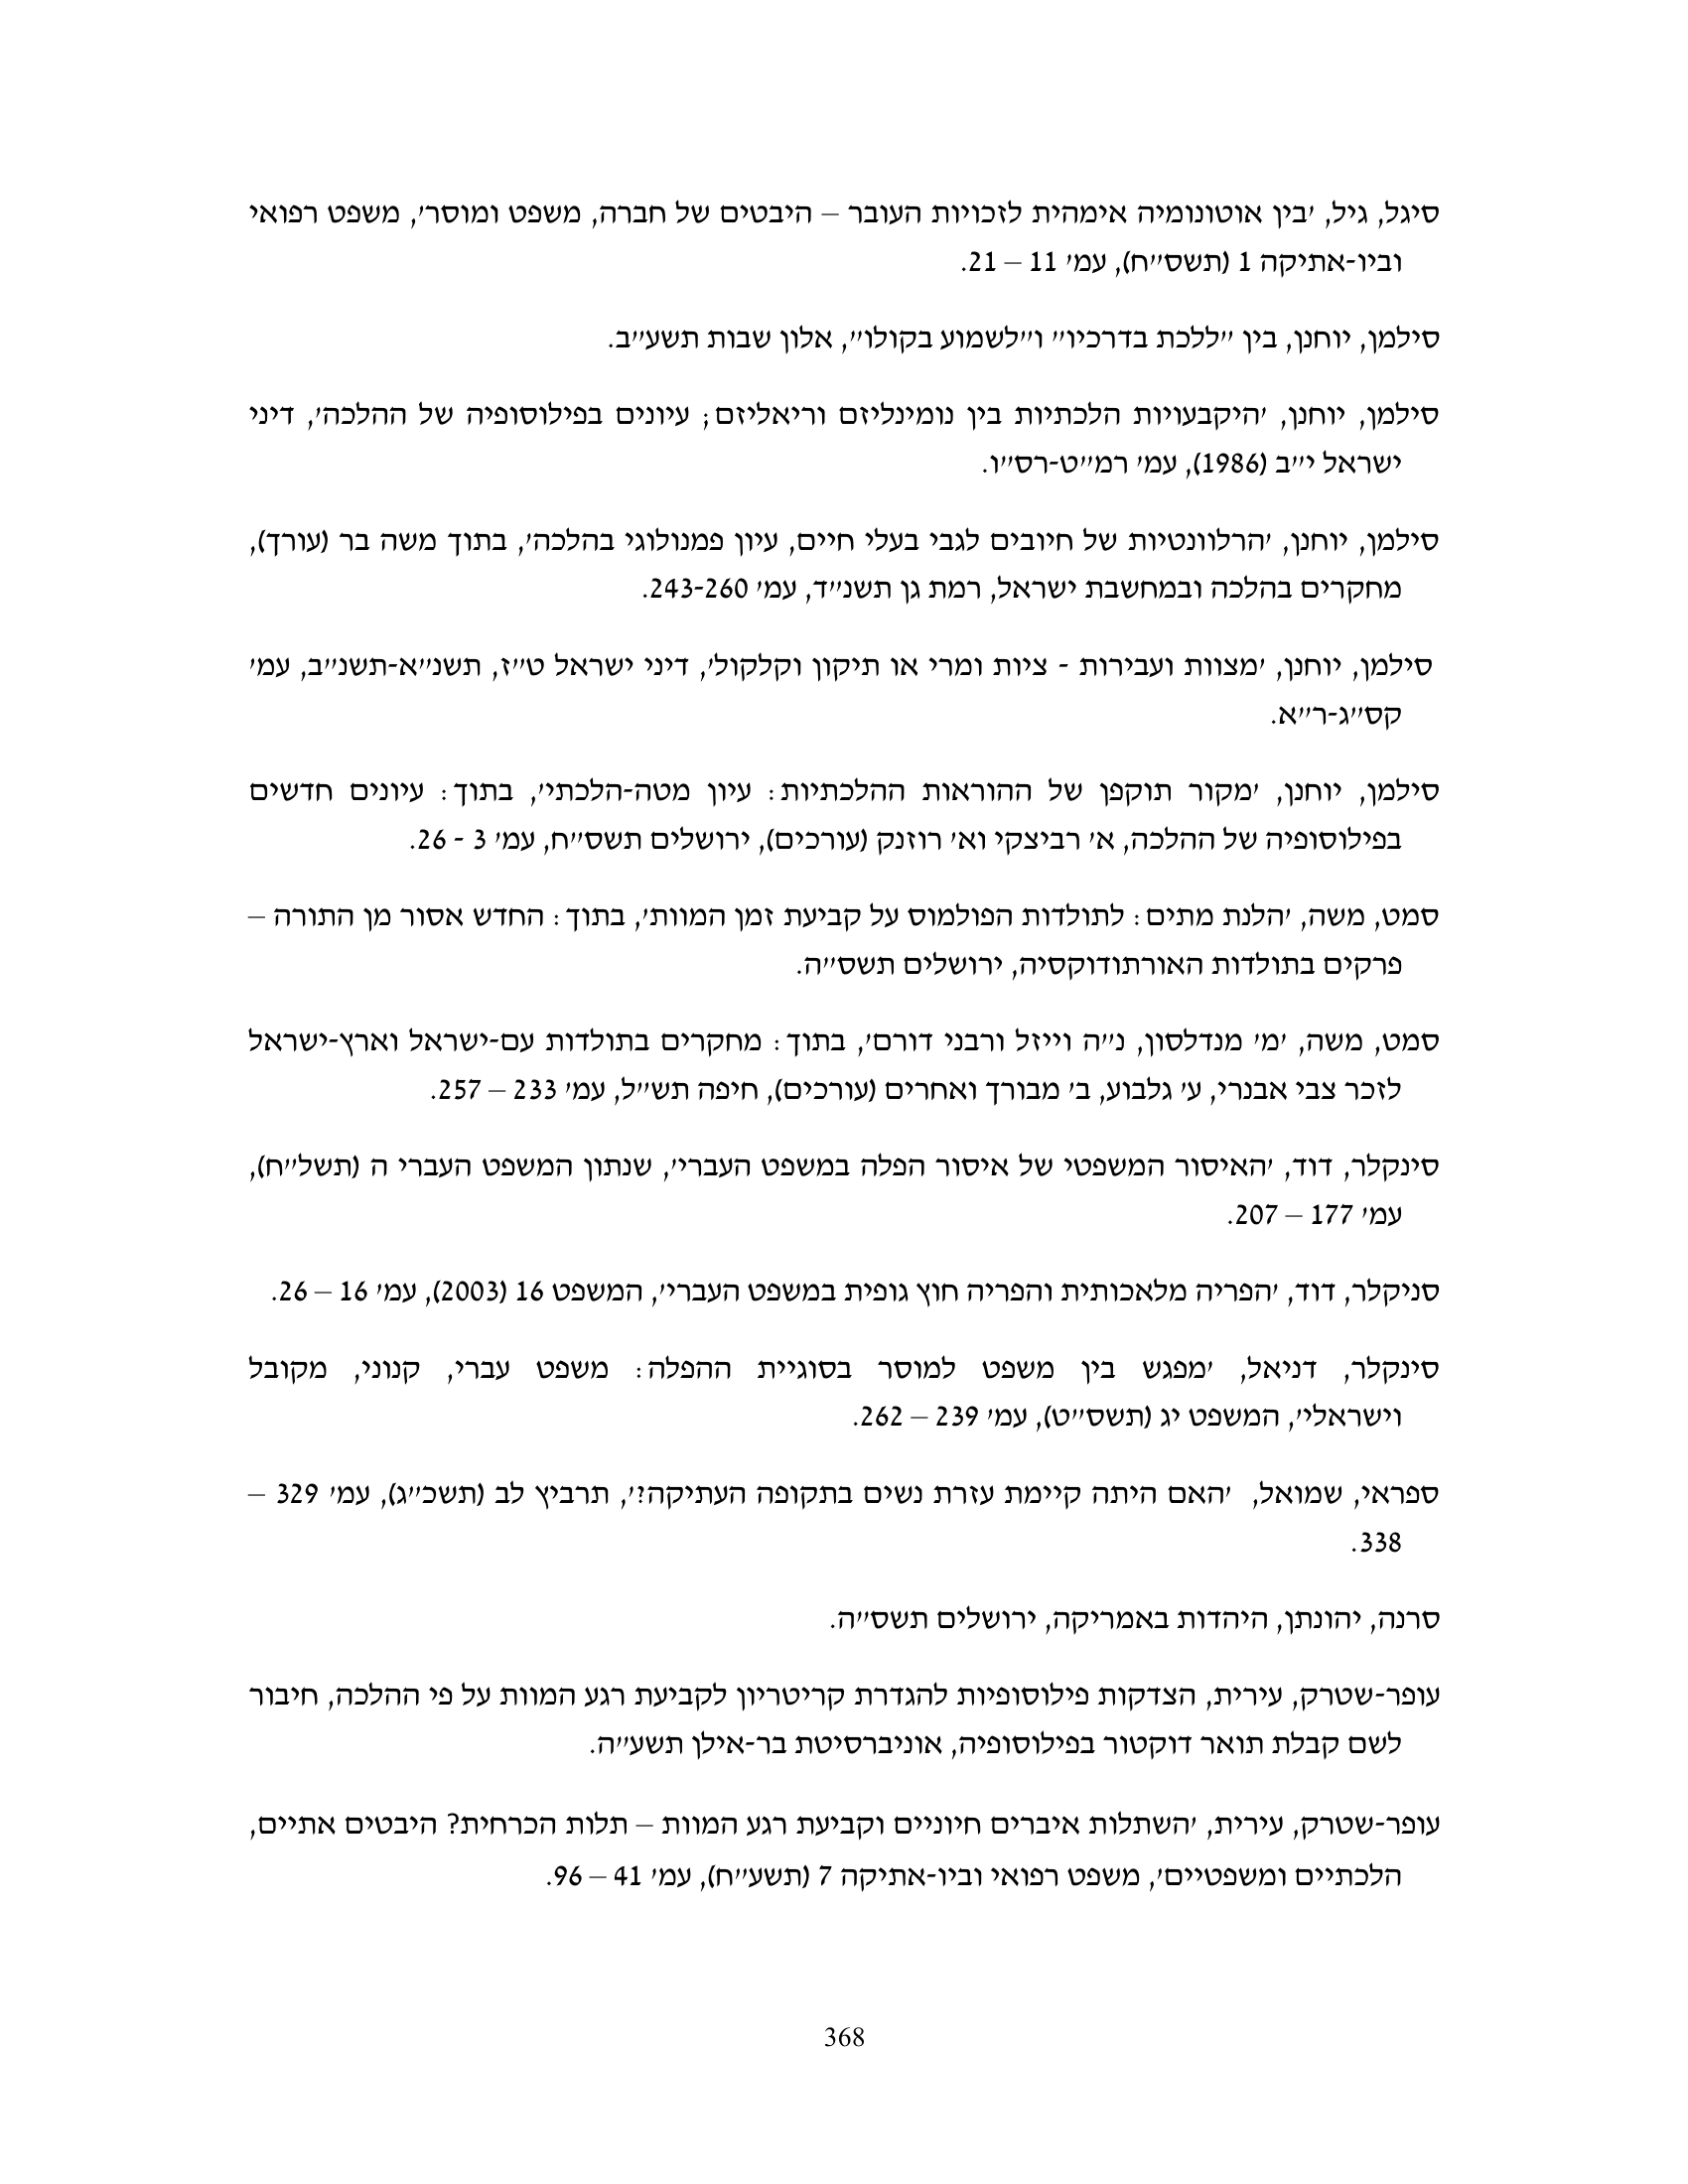 סיגל, גיל, 'בין אוטונומיה אימהית לזכויות העובר – היבטים של חברה, משפט ומוסר', משפט רפואי
וביו-אתיקה 1 (תשס"ח), עמ' 11 – 21.
סילמן, יוחנן, בין "ללכת בדרכיו" ו"לשמוע בקולו", אלון שבות תשע"ב.
סילמן, יוחנן, 'היקבעויות הלכתיות בין נומינליזם וריאליזם; עיונים בפילוסופיה של ההלכה', דיני
ישראל י"ב (1986), עמ' רמ"ט-רס"ו.
סילמן, יוחנן, 'הרלוונטיות של חיובים לגבי בעלי חיים, עיון פמנולוגי בהלכה', בתוך משה בר (עורך),
מחקרים בהלכה ובמחשבת ישראל, רמת גן תשנ"ד, עמ' 243-260.
סילמן, יוחנן, 'מצוות ועבירות - ציות ומרי או תיקון וקלקול', דיני ישראל ט"ז, תשנ"א-תשנ"ב, עמ'
קס"ג-ר"א.
סילמן, יוחנן, 'מקור תוקפן של ההוראות ההלכתיות: עיון מטה-הלכתי', בתוך: עיונים חדשים
בפילוסופיה של ההלכה, א' רביצקי וא' רוזנק (עורכים), ירושלים תשס"ח, עמ' 3 - 26.
סמט, משה, 'הלנת מתים: לתולדות הפולמוס על קביעת זמן המוות', בתוך: החדש אסור מן התורה –
פרקים בתולדות האורתודוקסיה, ירושלים תשס"ה.
סמט, משה, 'מ' מנדלסון, נ"ה וייזל ורבני דורם', בתוך: מחקרים בתולדות עם-ישראל וארץ-ישראל
לזכר צבי אבנרי, ע' גלבוע, ב' מבורך ואחרים (עורכים), חיפה תש"ל, עמ' 233 – 257.
סינקלר, דוד, 'האיסור המשפטי של איסור הפלה במשפט העברי', שנתון המשפט העברי ה (תשל"ח),
עמ' 177 – 207.
סניקלר, דוד, 'הפריה מלאכותית והפריה חוץ גופית במשפט העברי', המשפט 16 (2003), עמ' 16 – 26.
סינקלר, דניאל, 'מפגש בין משפט למוסר בסוגיית ההפלה: משפט עברי, קנוני, מקובל
וישראלי', המשפט יג (תשס"ט), עמ' 239 – 262.
ספראי, שמואל, 'האם היתה קיימת עזרת נשים בתקופה העתיקה?', תרביץ לב (תשכ"ג), עמ' 329 –
338.
סרנה, יהונתן, היהדות באמריקה, ירושלים תשס"ה.
עופר-שטרק, עירית, הצדקות פילוסופיות להגדרת קריטריון לקביעת רגע המוות על פי ההלכה, חיבור
לשם קבלת תואר דוקטור בפילוסופיה, אוניברסיטת בר-אילן תשע"ה.
עופר-שטרק, עירית, 'השתלות איברים חיוניים וקביעת רגע המוות – תלות הכרחית? היבטים אתיים,
הלכתיים ומשפטיים', משפט רפואי וביו-אתיקה 7 (תשע"ח), עמ' 41 – 96.
368